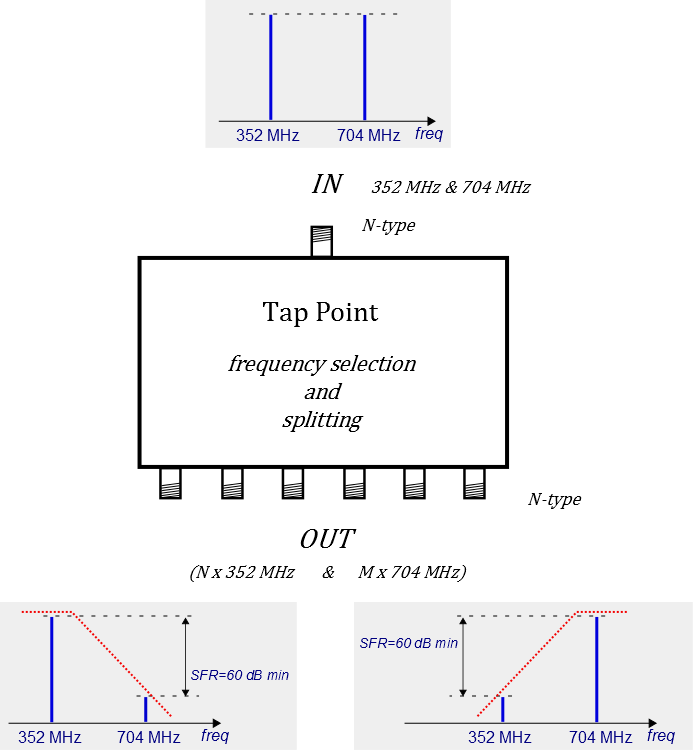 352 MHz 704 MHz freq
IN 352 MHz & 704 MHz
N-type
Tap Point
frequency selection
and
splitting
N-type
OUT
(N x 352 MHz & M x 704 MHz)
SFR=60 dB min
352 MHz 704 MHz freq
SFR=60 dB min
352 MHz 704 MHz freq